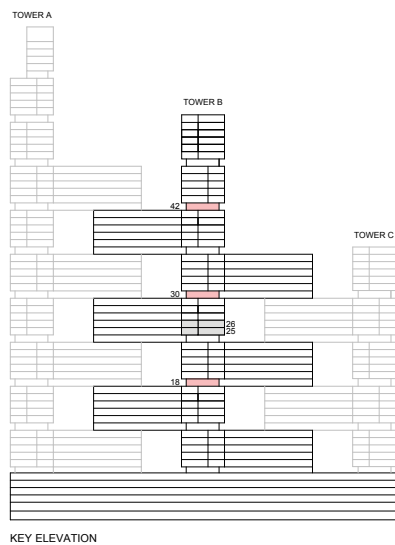 TOWER A
TOWER B
42
TOWER C
30
26
25
18
KEY ELEVATION